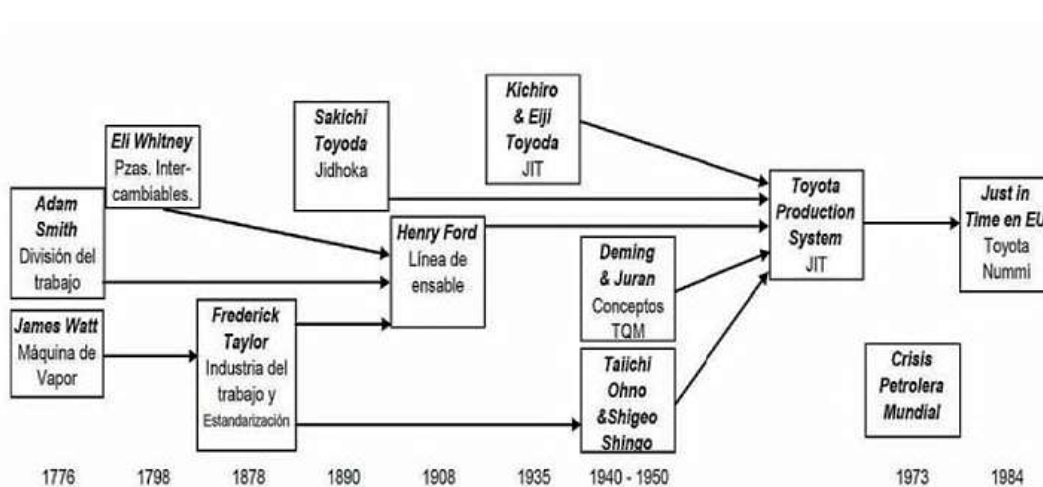 Adam
Smith
División del
trabajo
James Watt
Máquina de
Vapor
Eli Whitney
Pzas. Inter-
cambiables.
Frederick
Taylor
Industria del
trabajo y
Estandarización
Sakichi
Toyoda
Jidhoka
Henry Ford
Línea de
ensable
Kichiro
& Eiji
Toyoda
JIT
Deming
& Juran
Conceptos
TQM
Taiichi
Ohno
&Shigeo
Shingo
Toyota
Production
System
JIT
Crisis
Petrolera
Mundial
Just in
Time en EU
Toyota
Nummi
1776 1798 1878 1890 1908 1935 1940 - 1950 1973 1984